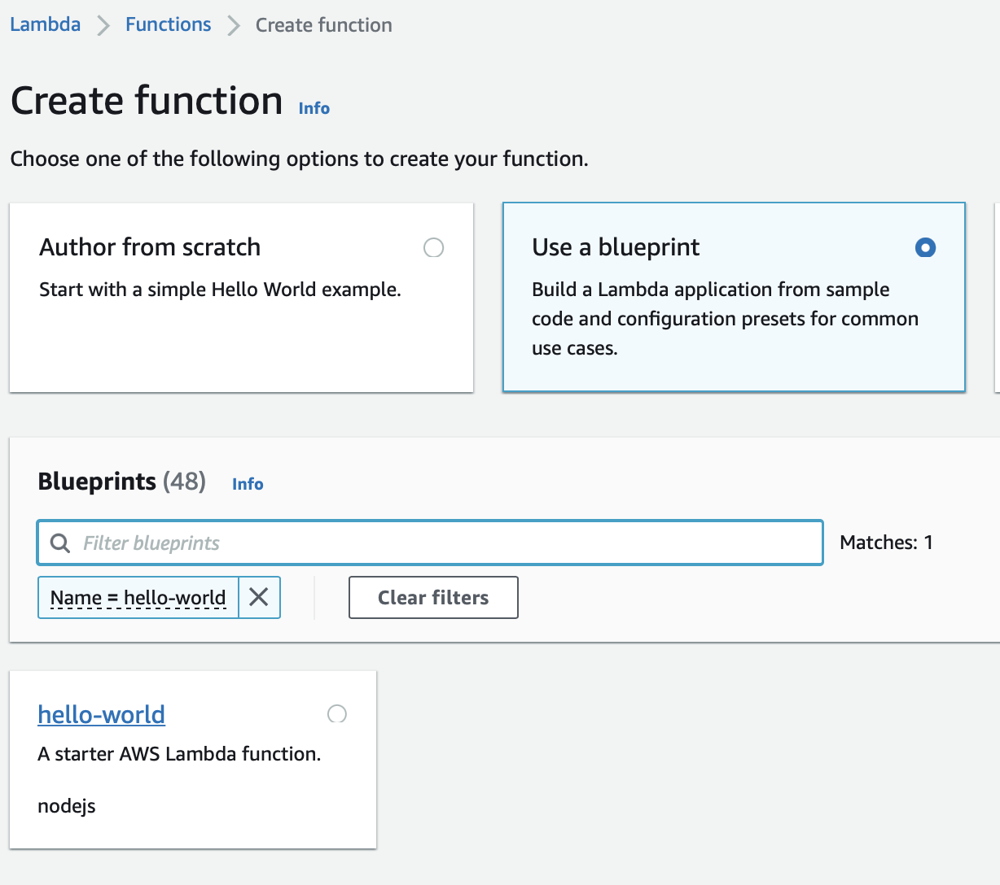 Lambda > Functions > Create function
Create function Info
Choose one of the following options to create your function.
Author from scratch
Start with a simple Hello World example.
Use a blueprint
Build a Lambda application from sample
code and configuration presets for common
use cases.
Blueprints (48) Info
Filter blueprints
Matches: 1
Name = hello-world
Clear filters
hello-world
A starter AWS Lambda function.
nodejs